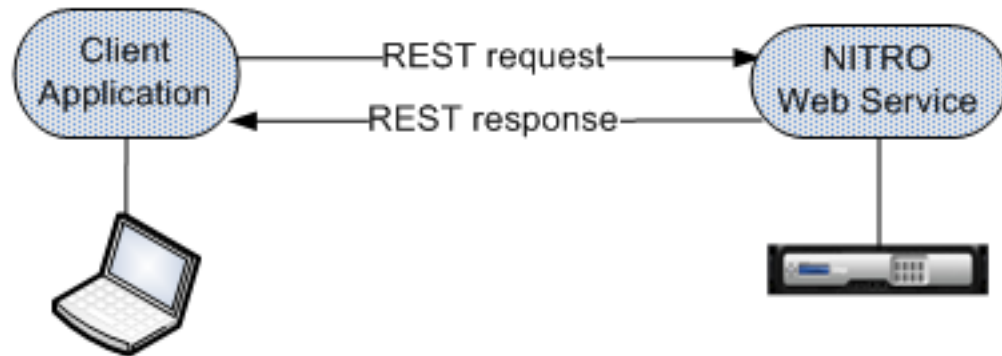 Client
Application
REST request
REST response
NITRO
Web Service